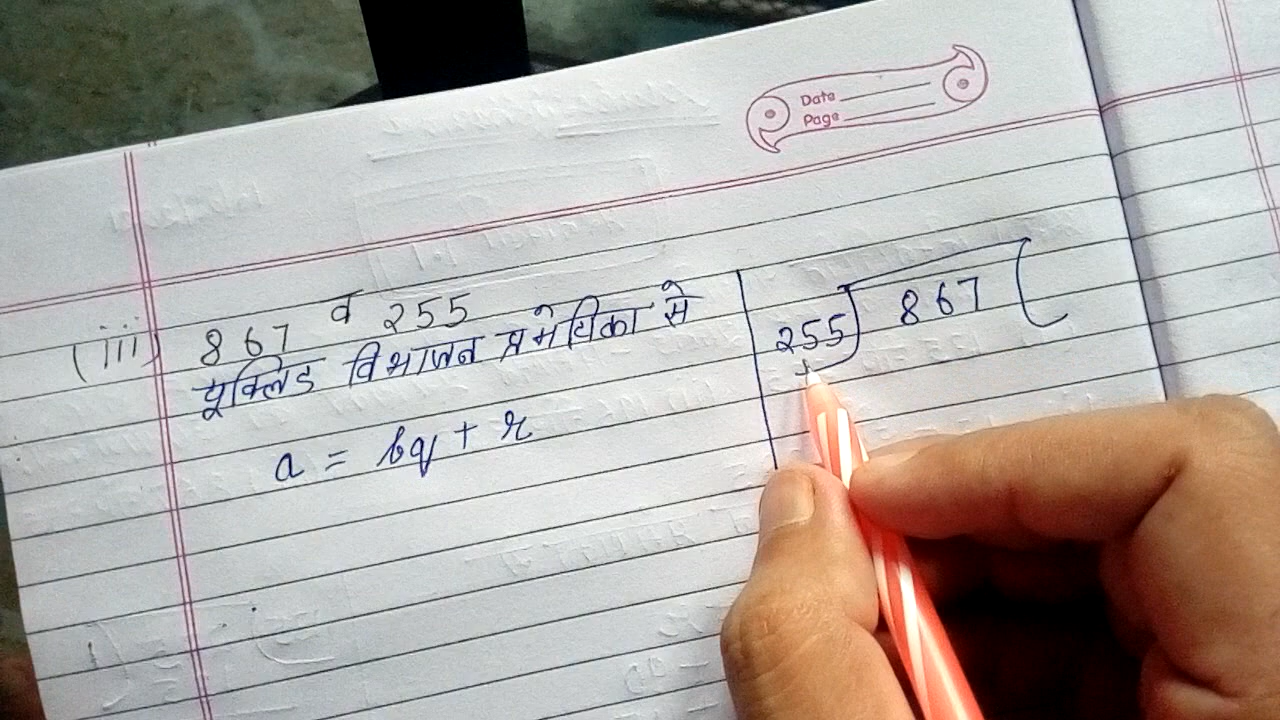 Date
Page
(iii) 867 व 255
यूक्लिड विभाजन प्रमेयिका से
a = bq + r
255) 867 (